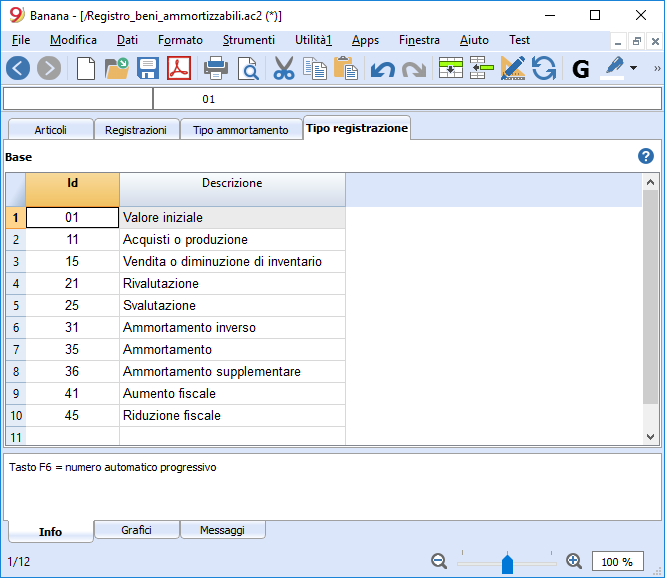 Banana - [/Registro_beni_ammortizzabili.ac2 (*)]
File Modifica Dati Formato Strumenti Utilità1 Apps Finestra Aiuto Test
G
01
Articoli Registrazioni Tipo ammortamento Tipo registrazione
Base
Id Descrizione
1 01 Valore iniziale
2 11 Acquisti o produzione
3 15 Vendita o diminuzione di inventario
4 21 Rivalutazione
5 25 Svalutazione
6 31 Ammortamento inverso
7 35 Ammortamento
8 36 Ammortamento supplementare
9 41 Aumento fiscale
10 45 Riduzione fiscale
11
Tasto F6 = numero automatico progressivo
Info Grafici Messaggi
1/12 100 %